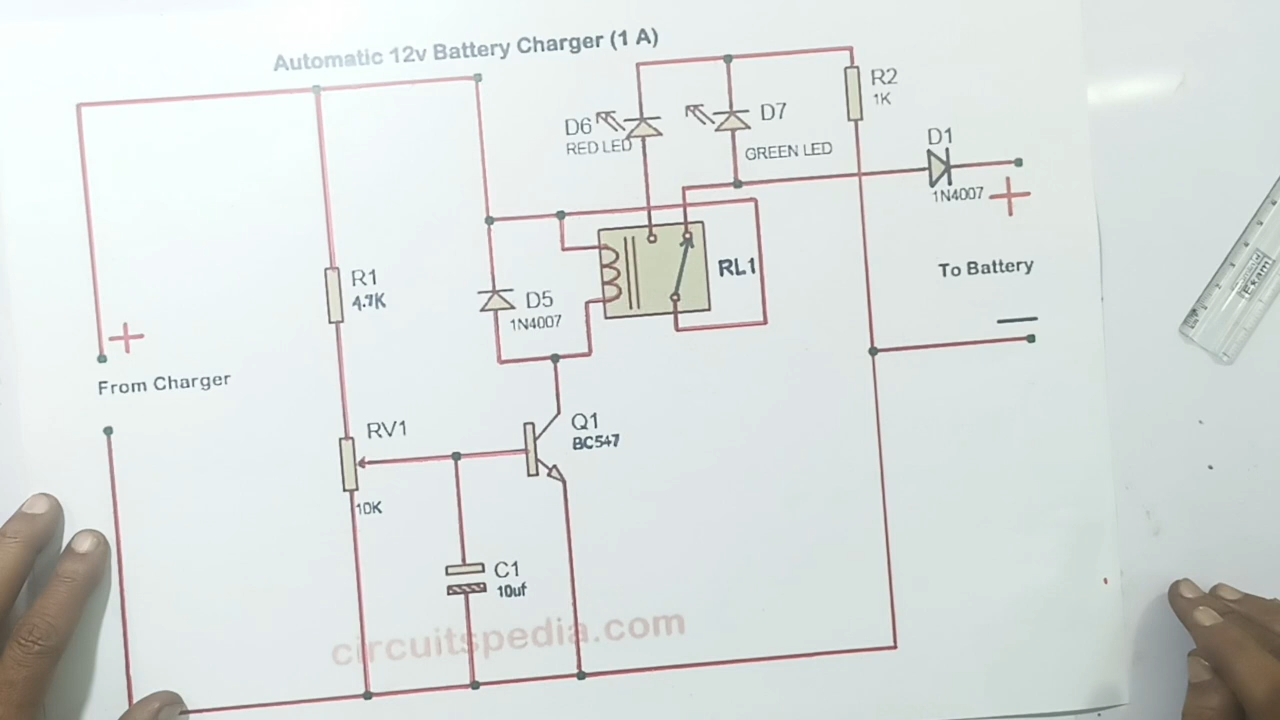 Automatic 12v Battery Charger (1 A)
R2
1K
D6
RED LED
D7
GREEN LED
D1
1N4007
+
R1
4.7K
D5
1N4007
RL1
To Battery
+
From Charger
RV1
10K
Q1
BC547
C1
10uf
circuitspedia.com
Exam